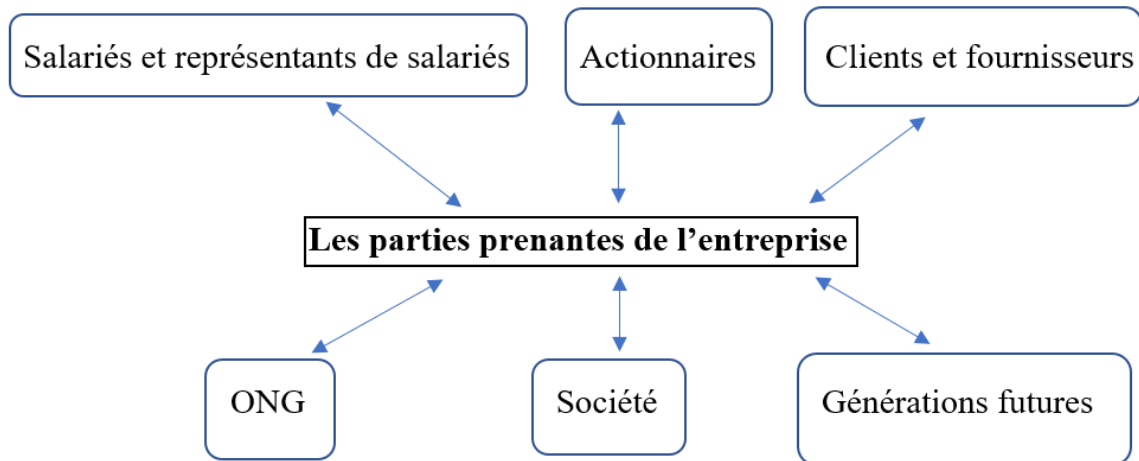 Salariés et représentants de salariés
Actionnaires
Clients et fournisseurs
Les parties prenantes de l’entreprise
ONG
Société
Générations futures